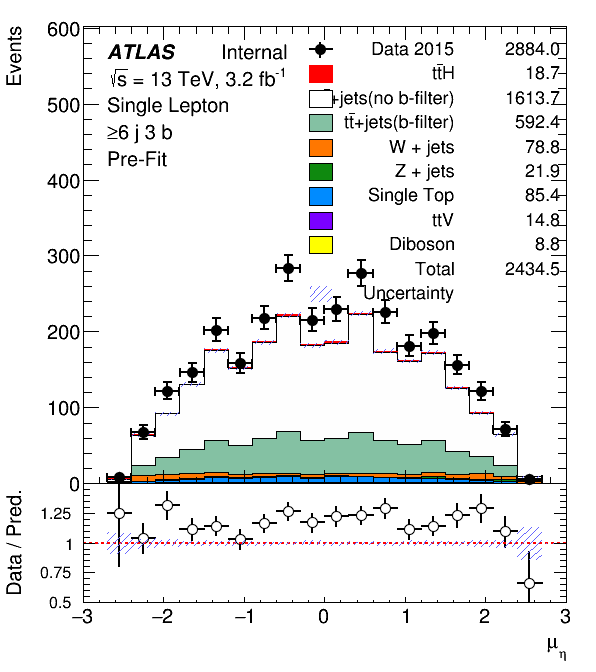 Events
600
500
400
300
200
100
0
ATLAS Internal
√s = 13 TeV, 3.2 fb⁻¹
Single Lepton
≥6 j 3 b
Pre-Fit
Data 2015 2884.0
tt̄H 18.7
+jets(no b-filter) 1613.7
tt̄+jets(b-filter) 592.4
W + jets 78.8
Z + jets 21.9
Single Top 85.4
ttV 14.8
Diboson 8.8
Total 2434.5
Uncertainty
Data / Pred.
1.25
1
0.75
0.5
−3 −2 −1 0 1 2 3
μη